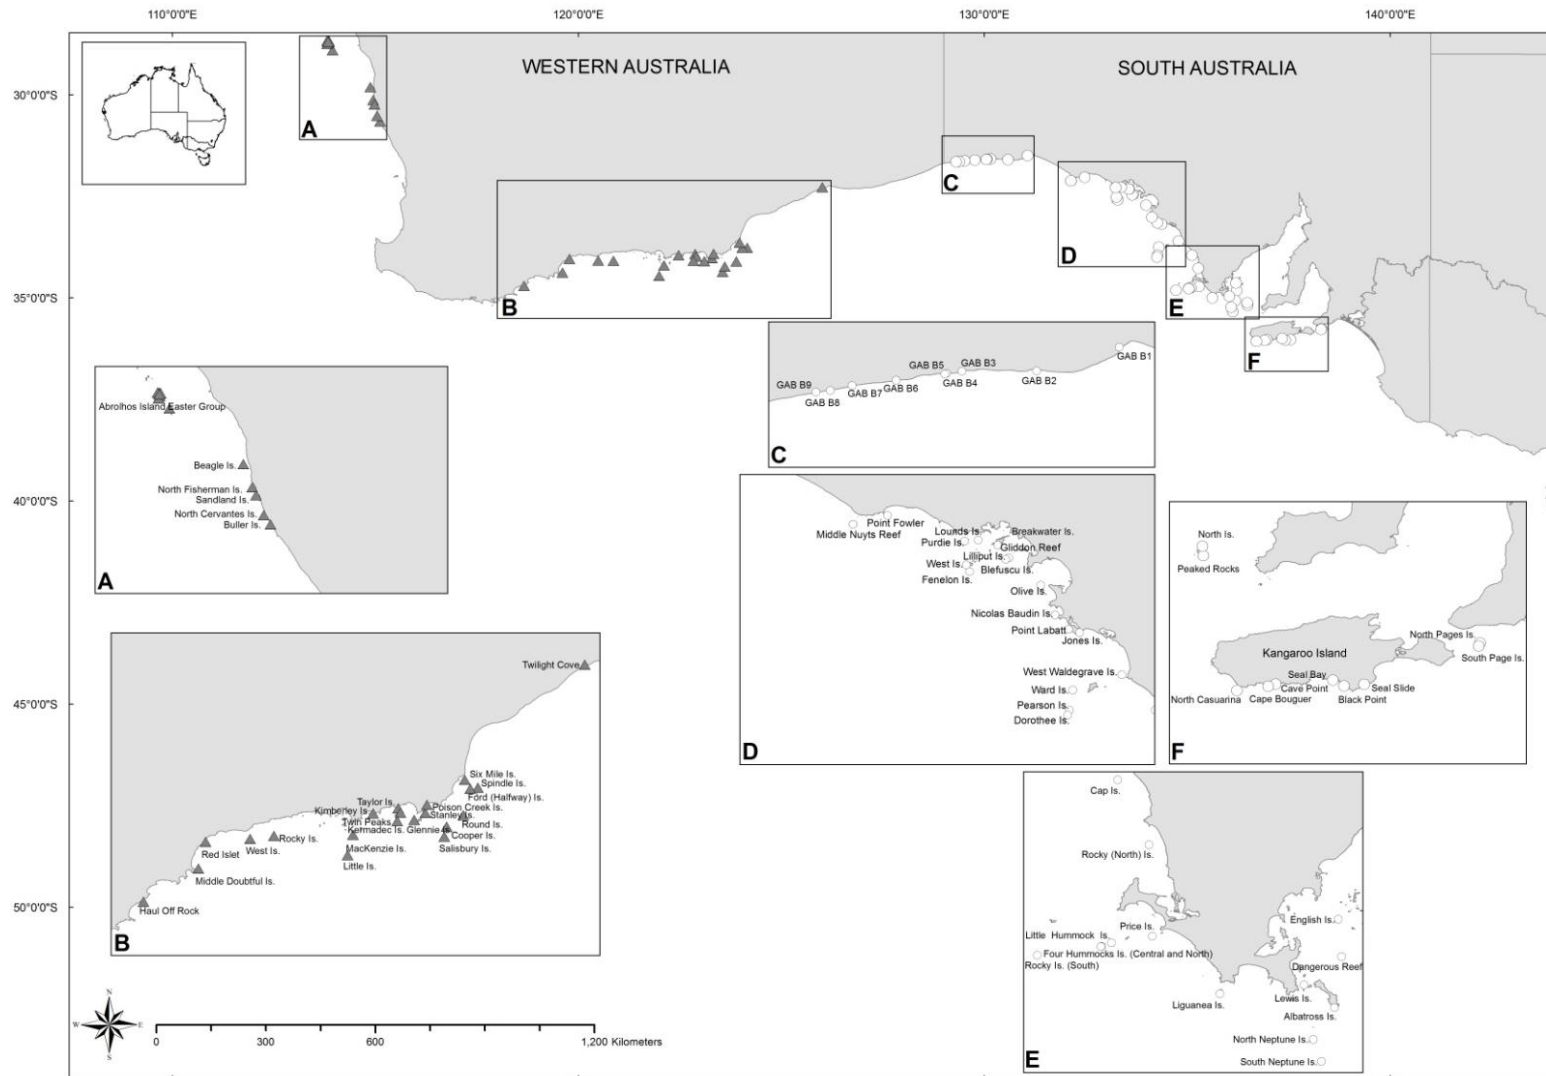 110°0'0"E
120°0'0"E
130°0'0"E
140°0'0"E
30°0'0"S
35°0'0"S
40°0'0"S
45°0'0"S
50°0'0"S
WESTERN AUSTRALIA
SOUTH AUSTRALIA
A
B
C
D
E
F
GAB B1
GAB B2
GAB B3
GAB B4
GAB B5
GAB B6
GAB B7
GAB B8
GAB B9
C
Abrolhos Island Easter Group
Beagle Is.
North Fisherman Is.
Sandland Is.
North Cervantes Is.
Buller Is.
A
Middle Nuyts Reef
Point Fowler
Lounds Is.
Breakwater Is.
Purdie Is.
Gliddon Reef
Lilliput Is.
West Is.
Blefuscu Is.
Fenelon Is.
Olive Is.
Nicolas Baudin Is.
Point Labatt
Jones Is.
West Waldegrave Is.
Ward Is.
Pearson Is.
Dorothee Is.
D
North Is.
Peaked Rocks
Kangaroo Island
North Pages Is.
South Page Is.
Seal Bay
Cave Point
Seal Slide
North Casuarina
Cape Bouguer
Black Point
F
Twilight Cove
Six Mile Is.
Spindle Is.
Ford (Halfway) Is.
Taylor Is.
Poison Creek Is.
Kimberley Is.
Stanley Is.
Twin Peaks
Round Is.
Kermadec Is.
Glennie Is.
Cooper Is.
Rocky Is.
Salisbury Is.
Red Islet
West Is.
MacKenzie Is.
Little Is.
Middle Doubtful Is.
Haul Off Rock
B
Cap Is.
Rocky (North) Is.
English Is.
Price Is.
Little Hummock Is.
Four Hummocks Is. (Central and North)
Rocky Is. (South)
Dangerous Reef
Liguanea Is.
Lewis Is.
Albatross Is.
North Neptune Is.
South Neptune Is.
E
N
W
E
S
0 300 600 1,200 Kilometers